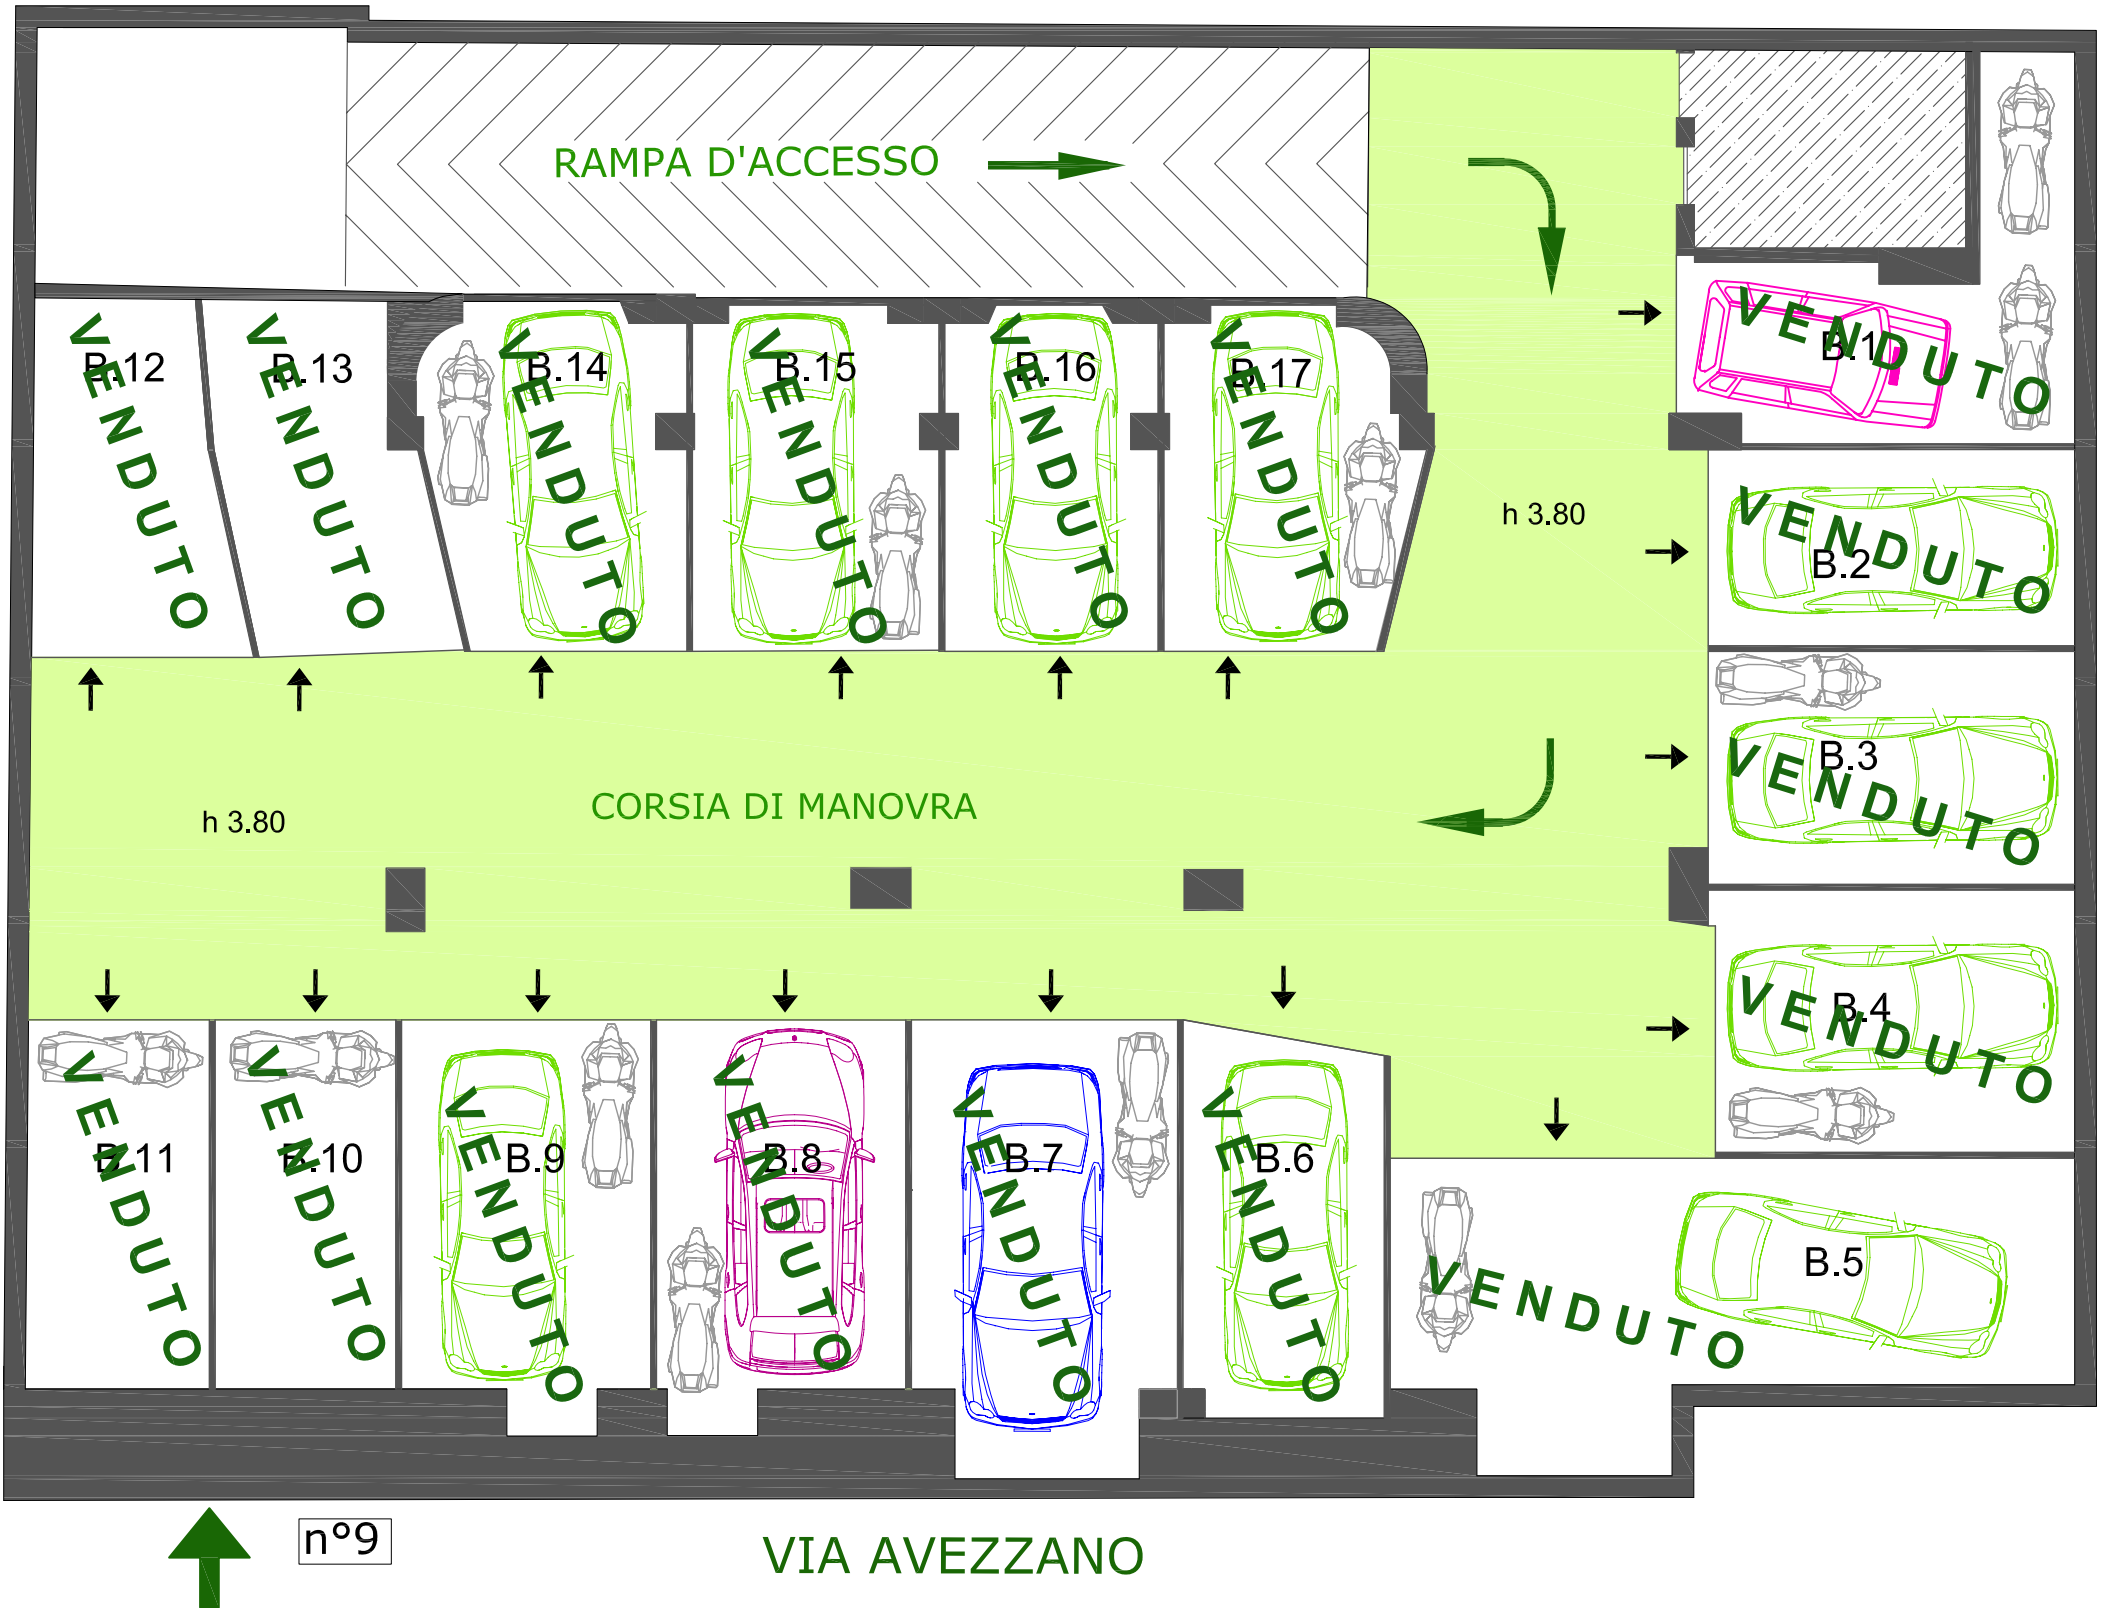 RAMPA D'ACCESSO
B.12
VENDUTO
B.13
VENDUTO
B.14
VENDUTO
B.15
VENDUTO
B.16
VENDUTO
B.17
VENDUTO
B.1
VENDUTO
h 3.80
B.2
VENDUTO
B.3
VENDUTO
h 3.80
CORSIA DI MANOVRA
B.4
VENDUTO
B.11
VENDUTO
B.10
VENDUTO
B.9
VENDUTO
B.8
VENDUTO
B.7
VENDUTO
B.6
VENDUTO
B.5
VENDUTO
n°9
VIA AVEZZANO